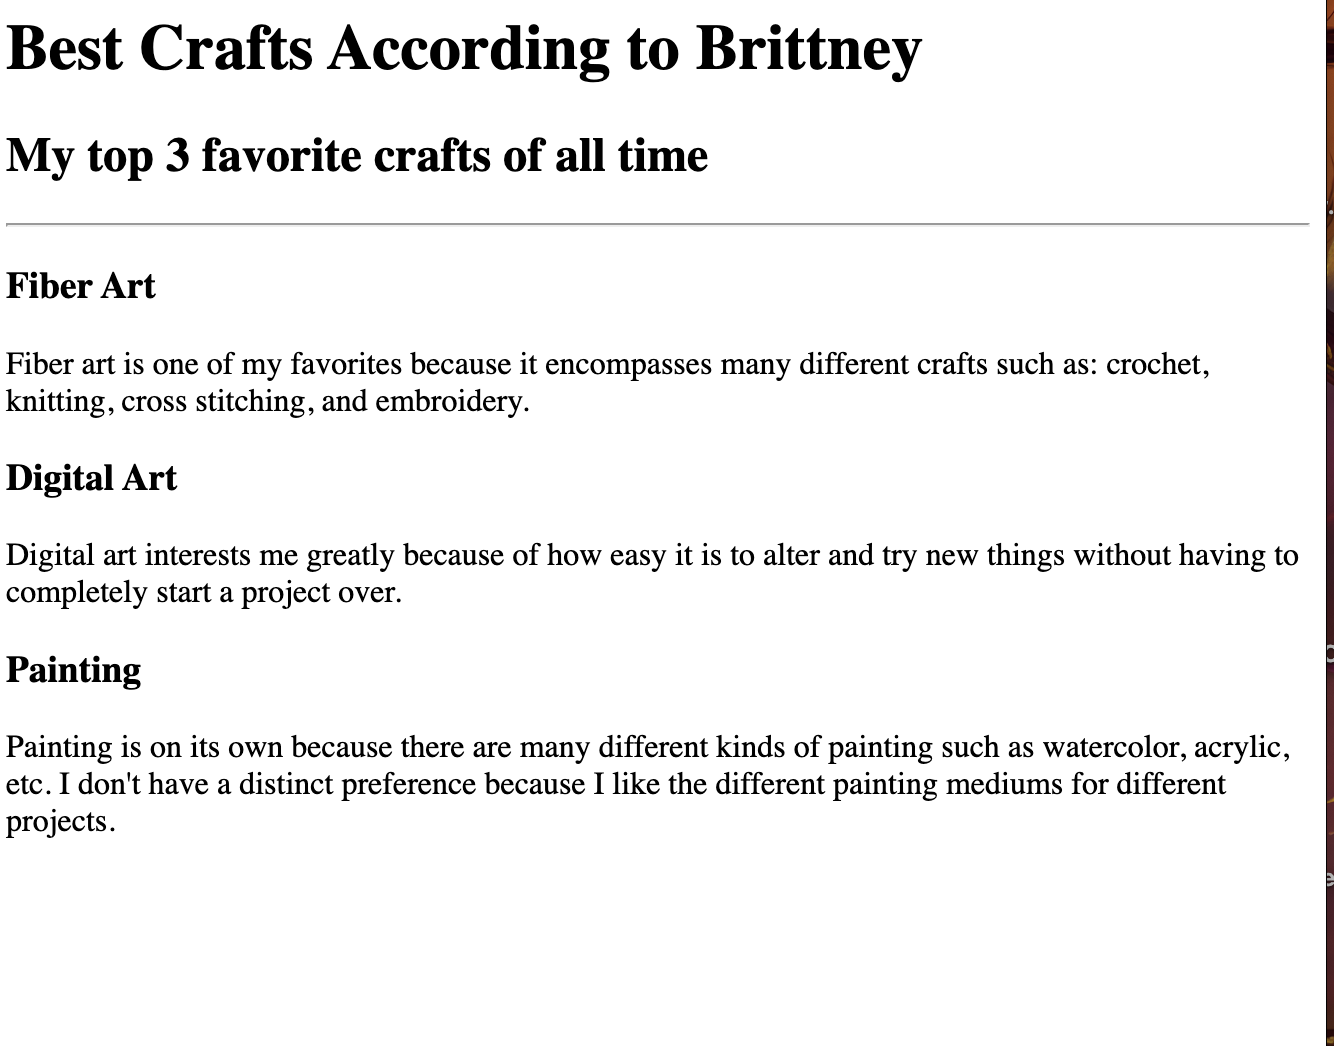 Best Crafts According to Brittney
My top 3 favorite crafts of all time
Fiber Art
Fiber art is one of my favorites because it encompasses many different crafts such as: crochet,
knitting, cross stitching, and embroidery.
Digital Art
Digital art interests me greatly because of how easy it is to alter and try new things without having to
completely start a project over.
Painting
Painting is on its own because there are many different kinds of painting such as watercolor, acrylic,
etc. I don't have a distinct preference because I like the different painting mediums for different
projects.